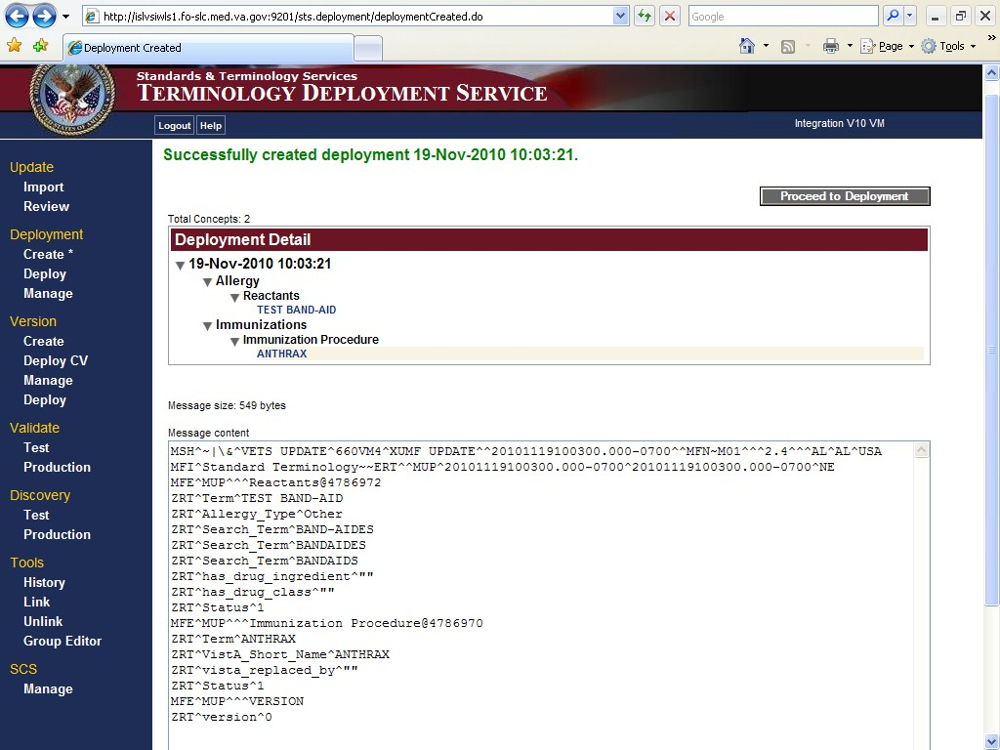 http://islvsiwls1.fo-slc.med.va.gov:9201/sts.deployment/deploymentCreated.do
Google
Deployment Created
Page
Tools
Standards & Terminology Services
TERMINOLOGY DEPLOYMENT SERVICE
Logout
Help
Integration V10 VM
Update
Import
Review
Deployment
Create *
Deploy
Manage
Version
Create
Deploy CV
Manage
Deploy
Validate
Test
Production
Discovery
Test
Production
Tools
History
Link
Unlink
Group Editor
SCS
Manage
Successfully created deployment 19-Nov-2010 10:03:21.
Proceed to Deployment
Total Concepts: 2
Deployment Detail
19-Nov-2010 10:03:21
Allergy
Reactants
TEST BAND-AID
Immunizations
Immunization Procedure
ANTHRAX
Message size: 549 bytes
Message content
MSH^~|\&^VETS UPDATE^660VM4^XUMF UPDATE^^20101119100300.000-0700^^MFN~M01^^^2.4^^^AL^AL^USA
MFI^Standard Terminology~~ERT^^MUP^20101119100300.000-0700^20101119100300.000-0700^NE
MFE^MUP^^^Reactants@4786972
ZRT^Term^TEST BAND-AID
ZRT^Allergy_Type^Other
ZRT^Search_Term^BAND-AIDES
ZRT^Search_Term^BANDAIDES
ZRT^Search_Term^BANDAIDS
ZRT^has_drug_ingredient^""
ZRT^has_drug_class^""
ZRT^Status^1
MFE^MUP^^^Immunization Procedure@4786970
ZRT^Term^ANTHRAX
ZRT^VistA_Short_Name^ANTHRAX
ZRT^vista_replaced_by^""
ZRT^Status^1
MFE^MUP^^^VERSION
ZRT^version^0